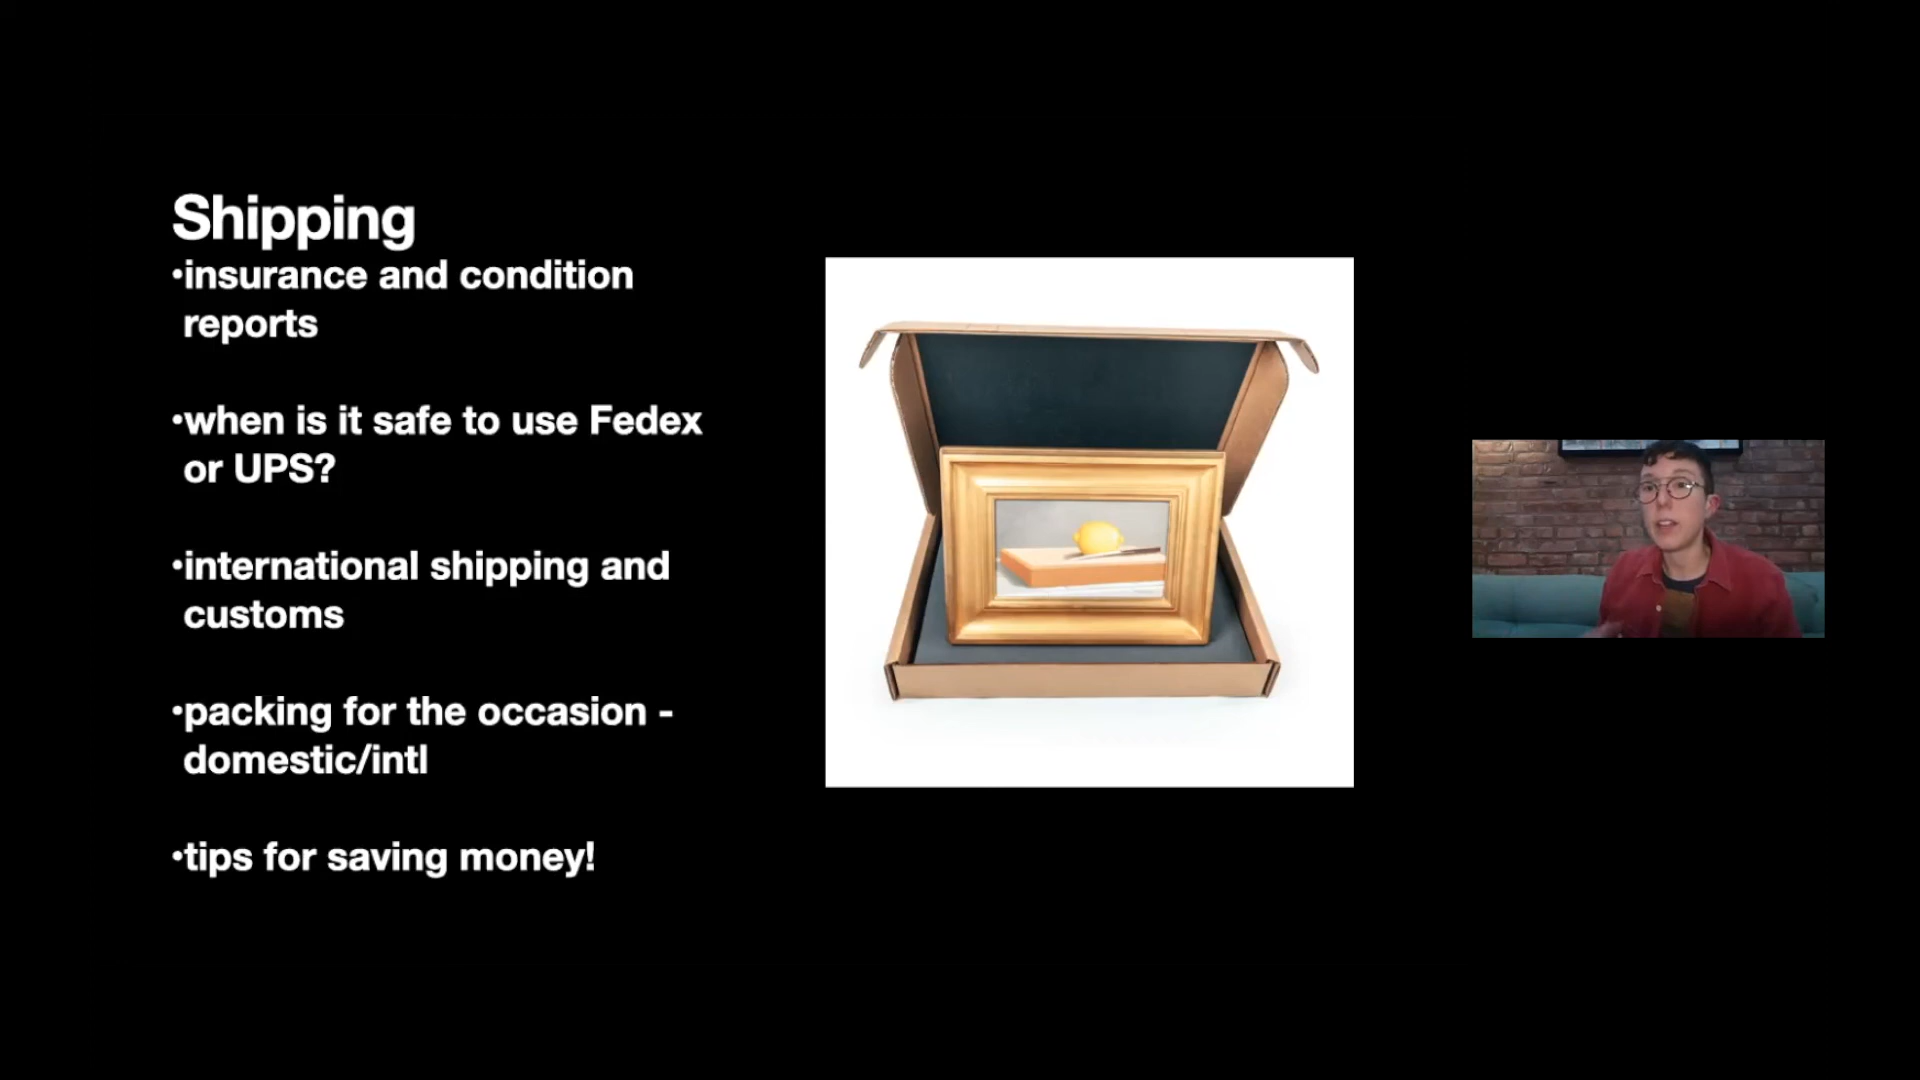 Shipping
•insurance and condition
reports
•when is it safe to use Fedex
or UPS?
•international shipping and
customs
•packing for the occasion -
domestic/intl
•tips for saving money!